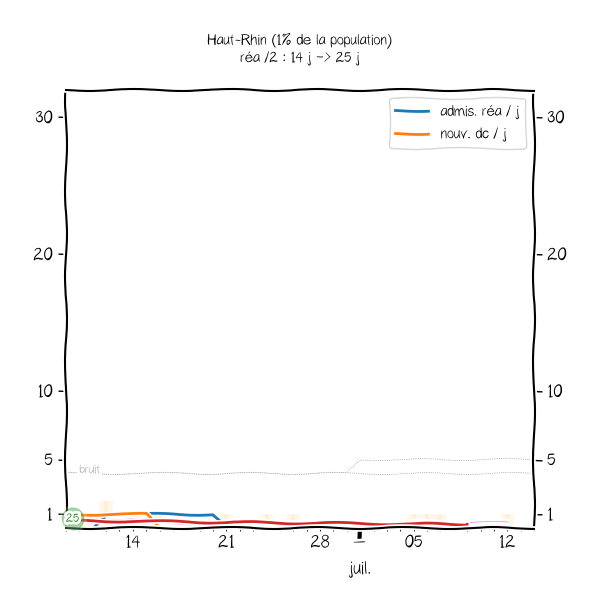 Haut-Rhin (1% de la population)
réa /2 : 14 j -> 25 j
admis. réa / j
nouv. dc / j
30
30
20
20
10
10
5
5
bruit
1
1
25
14
21
28
1
05
12
juil.